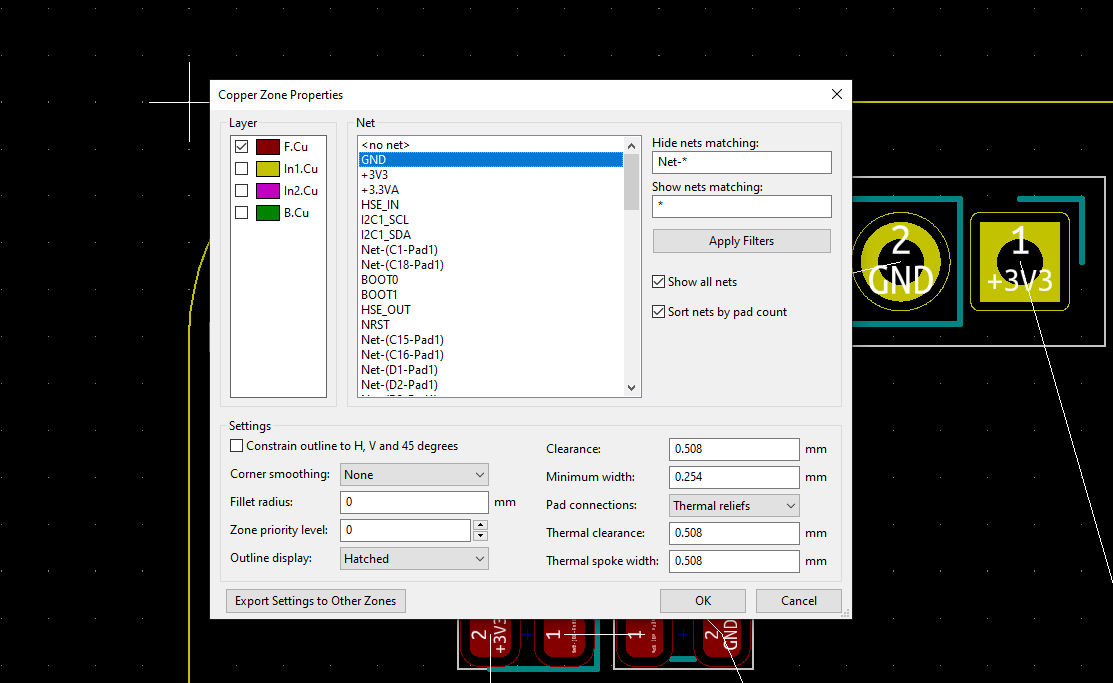 Copper Zone Properties
Layer
F.Cu
In1.Cu
In2.Cu
B.Cu
Net
<no net>
GND
+3V3
+3.3VA
HSE_IN
I2C1_SCL
I2C1_SDA
Net-(C1-Pad1)
Net-(C18-Pad1)
BOOT0
BOOT1
HSE_OUT
NRST
Net-(C15-Pad1)
Net-(C16-Pad1)
Net-(D1-Pad1)
Net-(D2-Pad1)
Hide nets matching:
Net-*
Show nets matching:
*
Apply Filters
Show all nets
Sort nets by pad count
Settings
Constrain outline to H, V and 45 degrees
Corner smoothing: None
Fillet radius: 0 mm
Zone priority level: 0
Outline display: Hatched
Clearance: 0.508 mm
Minimum width: 0.254 mm
Pad connections: Thermal reliefs
Thermal clearance: 0.508 mm
Thermal spoke width: 0.508 mm
Export Settings to Other Zones
OK
Cancel
2
GND
1
+3V3
2
+3V3
1
1
2
GND